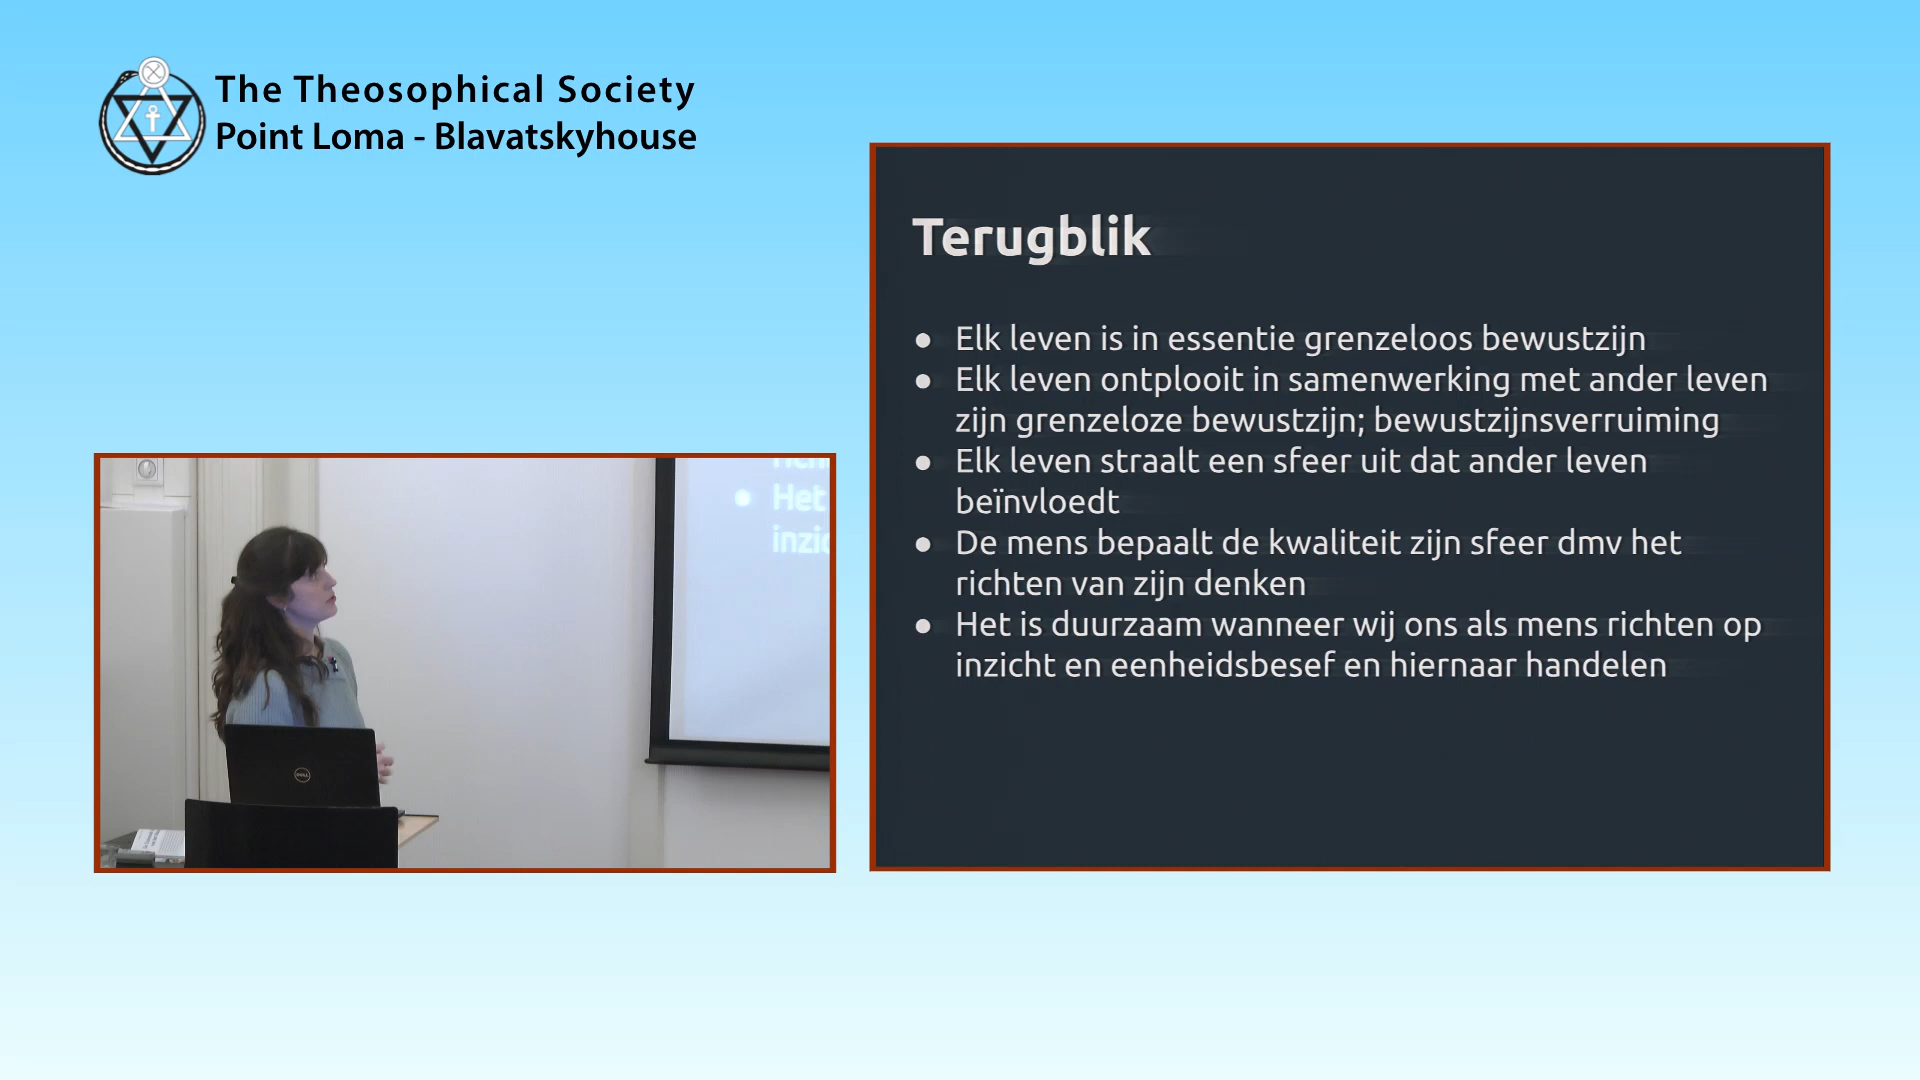 The Theosophical Society
Point Loma - Blavatskyhouse
Terugblik
● Elk leven is in essentie grenzeloos bewustzijn
● Elk leven ontplooit in samenwerking met ander leven
zijn grenzeloze bewustzijn; bewustzijnsverruiming
● Elk leven straalt een sfeer uit dat ander leven
beïnvloedt
● De mens bepaalt de kwaliteit zijn sfeer dmv het
richten van zijn denken
● Het is duurzaam wanneer wij ons als mens richten op
inzicht en eenheidsbesef en hiernaar handelen
● Het
inzic
DELL